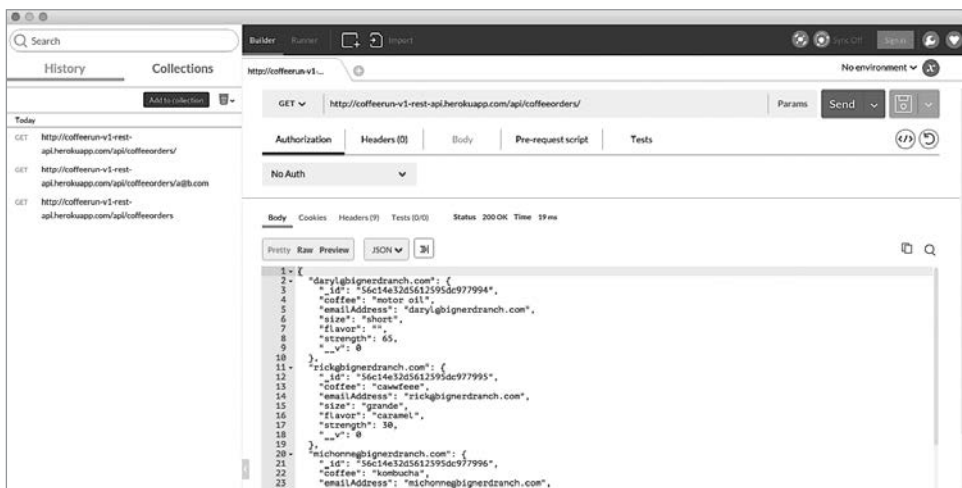 Search
History Collections
Add to collection
Today
GET http://coffeerun-v1-rest-
api.herokuapp.com/api/coffeeorders/
GET http://coffeerun-v1-rest-
api.herokuapp.com/api/coffeeorders/a@b.com
GET http://coffeerun-v1-rest-
api.herokuapp.com/api/coffeeorders
Builder Runner Import Sync Off Sign in
http://coffeerun-v1-... No environment
GET http://coffeerun-v1-rest-api.herokuapp.com/api/coffeeorders/ Params Send
Authorization Headers (0) Body Pre-request script Tests
No Auth
Body Cookies Headers (9) Tests (0/0) Status 200 OK Time 19 ms
Pretty Raw Preview JSON
1 {
2 "daryl@bignerdranch.com": {
3 "_id": "56c14e32d5612595dc977994",
4 "coffee": "motor oil",
5 "emailAddress": "daryl@bignerdranch.com",
6 "size": "short",
7 "flavor": "",
8 "strength": 65,
9 "__v": 0
10 },
11 "rick@bignerdranch.com": {
12 "_id": "56c14e32d5612595dc977995",
13 "coffee": "cawwfeee",
14 "emailAddress": "rick@bignerdranch.com",
15 "size": "grande",
16 "flavor": "caramel",
17 "strength": 30,
18 "__v": 0
19 },
20 "michonne@bignerdranch.com": {
21 "_id": "56c14e32d5612595dc977996",
22 "coffee": "kombucha",
23 "emailAddress": "michonne@bignerdranch.com",